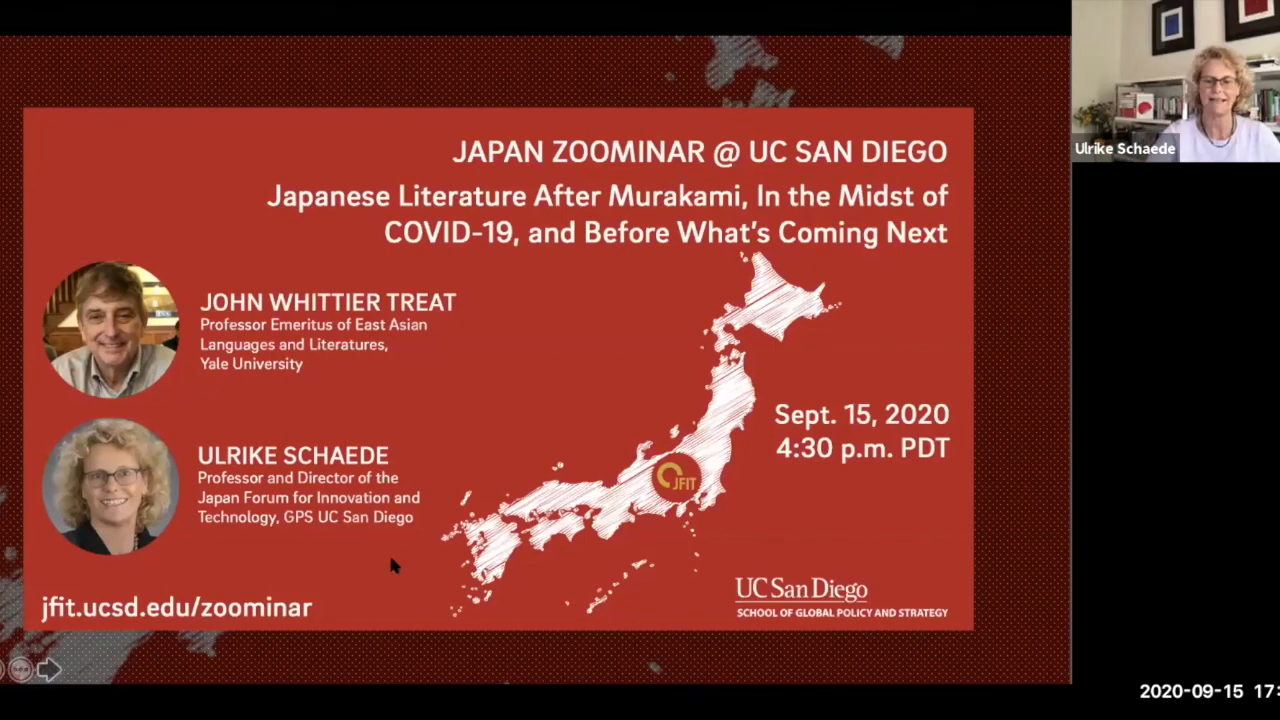 JAPAN ZOOMINAR @ UC SAN DIEGO
Japanese Literature After Murakami, In the Midst of
COVID-19, and Before What's Coming Next
JOHN WHITTIER TREAT
Professor Emeritus of East Asian
Languages and Literatures,
Yale University
ULRIKE SCHAEDE
Professor and Director of the
Japan Forum for Innovation and
Technology, GPS UC San Diego
Sept. 15, 2020
4:30 p.m. PDT
JFIT
jfit.ucsd.edu/zoominar
UC San Diego
SCHOOL OF GLOBAL POLICY AND STRATEGY
Ulrike Schaede
2020-09-15 17: